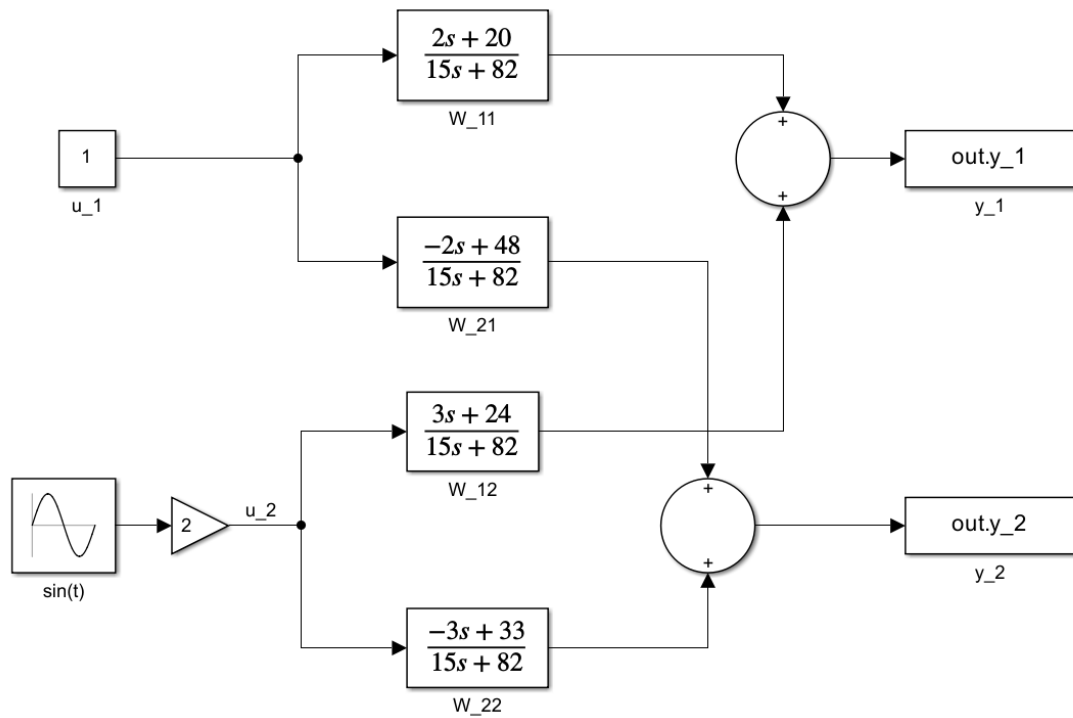 2s + 20
15s + 82
W_11
1
u_1
out.y_1
y_1
+
+
-2s + 48
15s + 82
W_21
3s + 24
15s + 82
W_12
sin(t)
2
u_2
+
+
out.y_2
y_2
-3s + 33
15s + 82
W_22